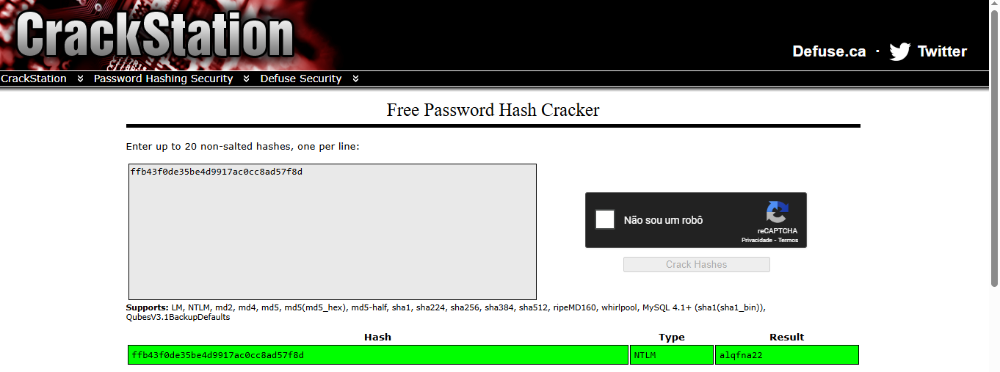 CrackStation
Defuse.ca · Twitter
CrackStation Password Hashing Security Defuse Security
Free Password Hash Cracker
Enter up to 20 non-salted hashes, one per line:
ffb43f0de35be4d9917ac0cc8ad57f8d
Não sou um robô
reCAPTCHA
Privacidade - Termos
Crack Hashes
Supports: LM, NTLM, md2, md4, md5, md5(md5_hex), md5-half, sha1, sha224, sha256, sha384, sha512, ripeMD160, whirlpool, MySQL 4.1+ (sha1(sha1_bin)),
QubesV3.1BackupDefaults
Hash Type Result
ffb43f0de35be4d9917ac0cc8ad57f8d NTLM alqfna22